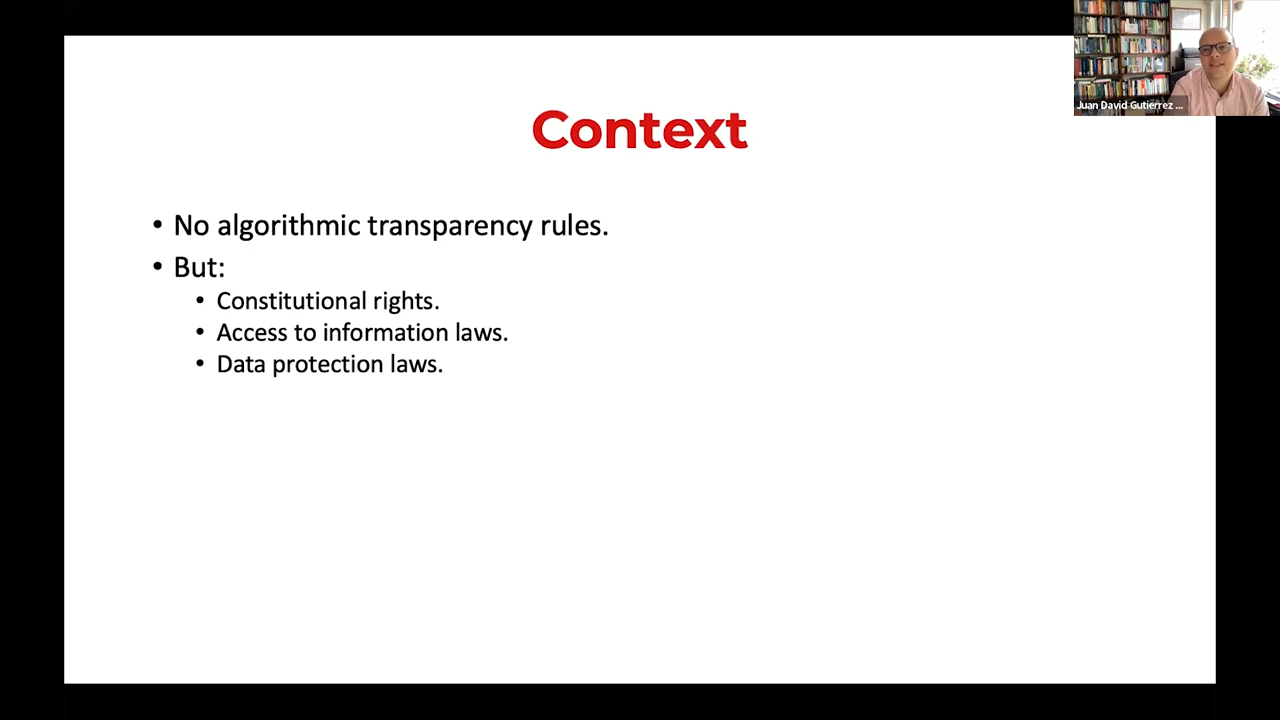 Context
• No algorithmic transparency rules.
• But:
• Constitutional rights.
• Access to information laws.
• Data protection laws.
Juan David Gutierrez ...